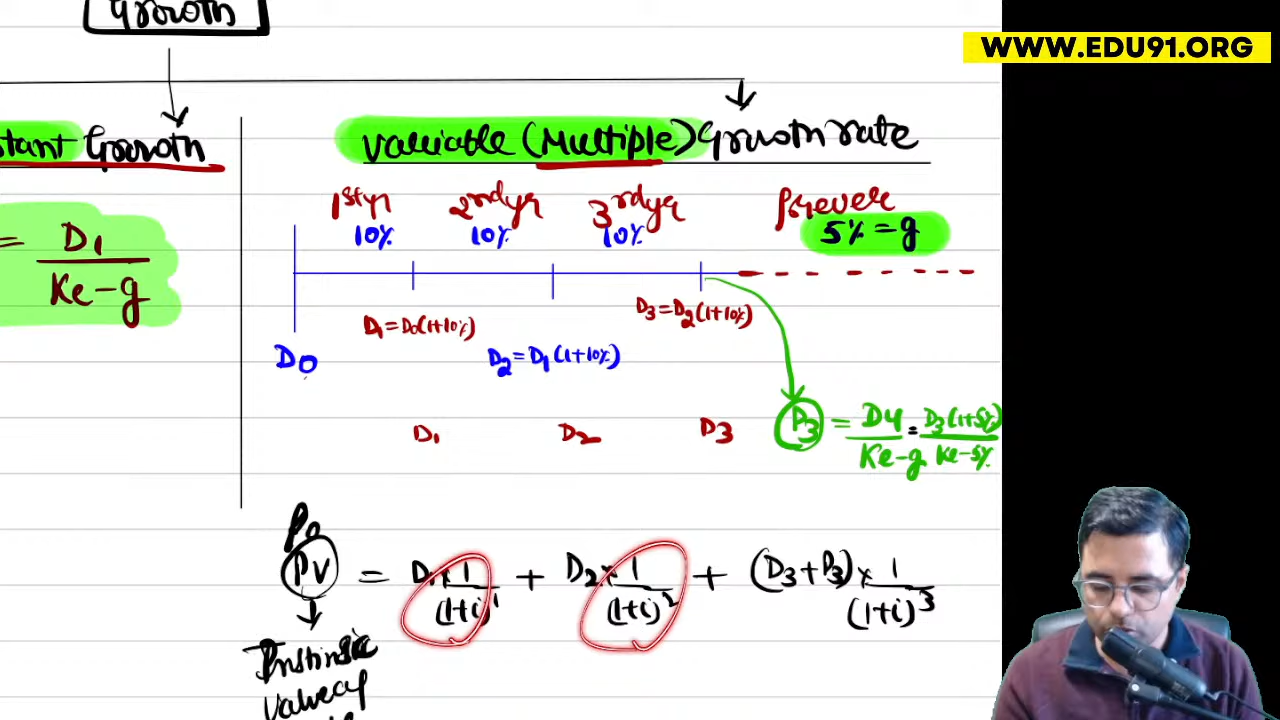 Growth
WWW.EDU91.ORG
stant Growth
Variable (Multiple) Growth rate
1st yr 2nd yr 3rd yr forever
10% 10% 10% 5% = g
= D1 / Ke - g
D1 = D0(1+10%)
D3 = D2(1+10%)
D0
D2 = D1(1+10%)
D1 D2 D3
P3 = D4 / Ke - g = D3(1+5%) / Ke - 5%
P0
PV = D1 × 1 / (1+i)^1 + D2 × 1 / (1+i)^2 + (D3 + P3) × 1 / (1+i)^3
Intrinsic
Value of